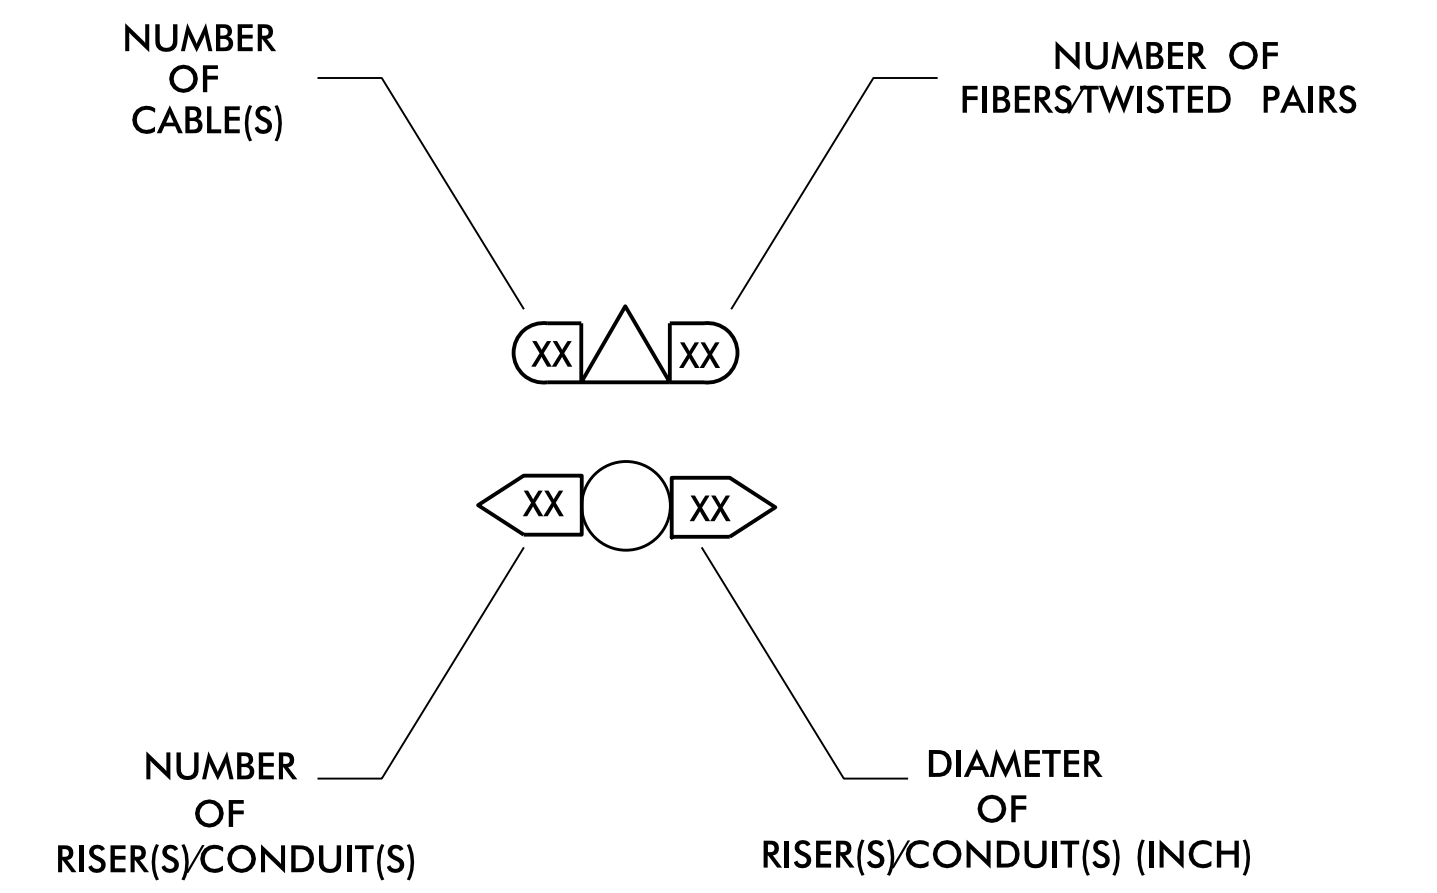 NUMBER
OF
CABLE(S)
NUMBER OF
FIBERS/TWISTED PAIRS
XX
XX
XX
XX
NUMBER
OF
RISER(S)/CONDUIT(S)
DIAMETER
OF
RISER(S)/CONDUIT(S) (INCH)